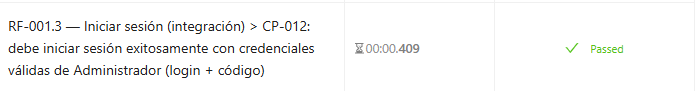 RF-001.3 — Iniciar sesión (integración) > CP-012:
debe iniciar sesión exitosamente con credenciales
válidas de Administrador (login + código)
00:00.409
Passed